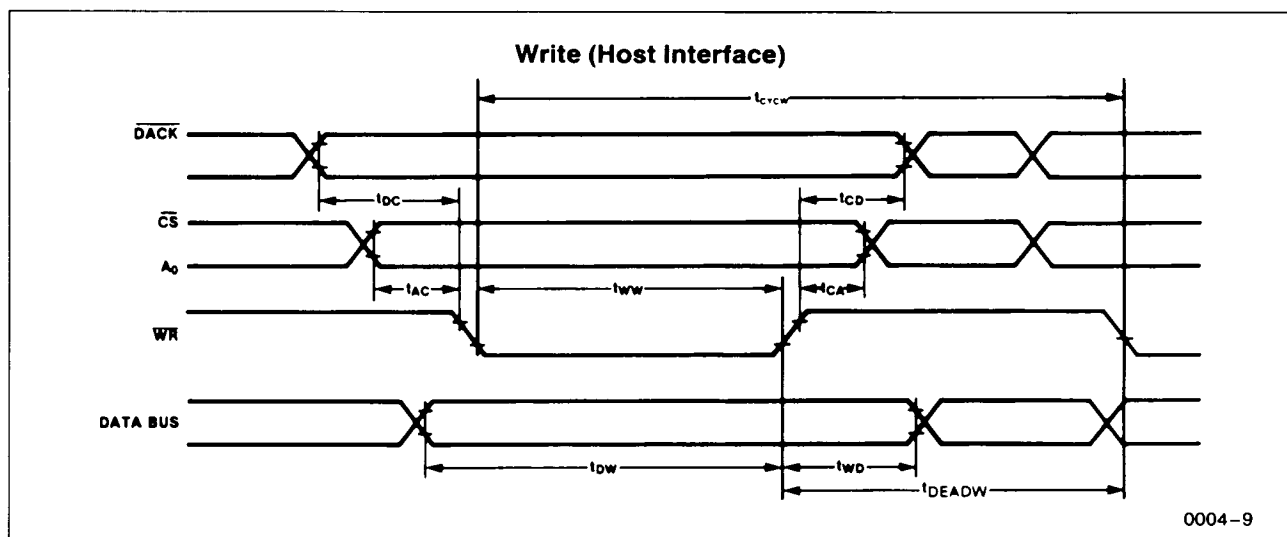 Write (Host Interface)
tCYCW
DACK
tDC
tCD
CS
A0
tAC
tWW
tCA
WR
DATA BUS
tDW
tWD
tDEADW
0004-9